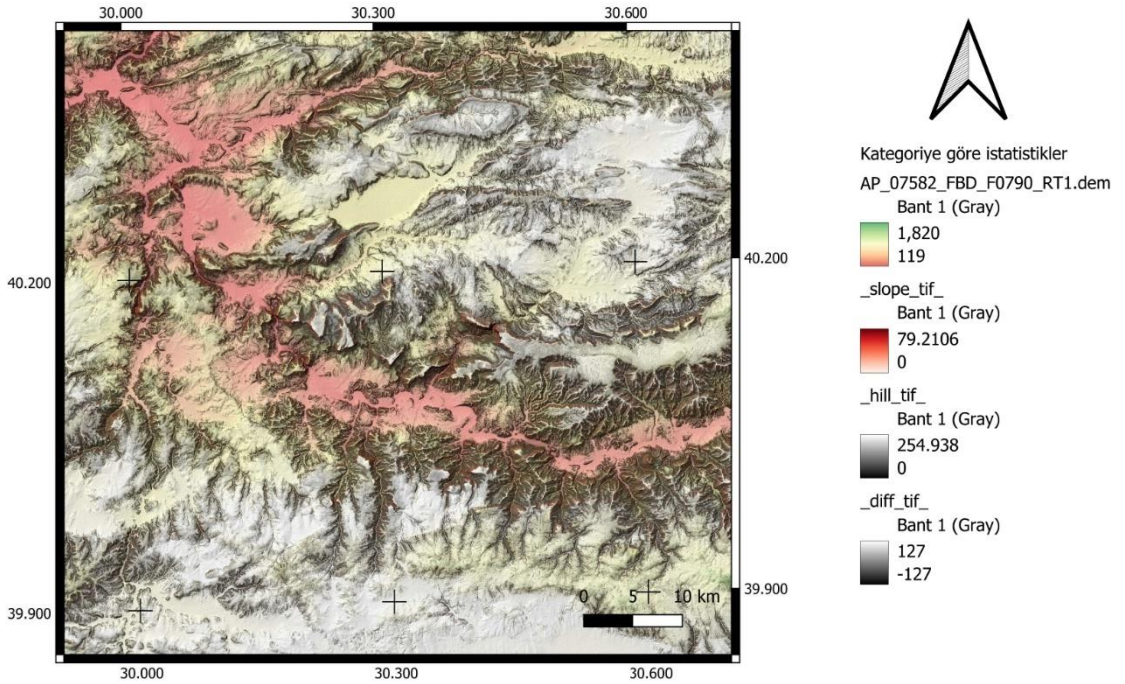 30.000 30.300 30.600
40.200
39.900
40.200
39.900
0 5 10 km
30.000 30.300 30.600
Kategoriye göre istatistikler
AP_07582_FBD_F0790_RT1.dem
Bant 1 (Gray)
1,820
119
_slope_tif_
Bant 1 (Gray)
79.2106
0
_hill_tif_
Bant 1 (Gray)
254.938
0
_diff_tif_
Bant 1 (Gray)
127
-127